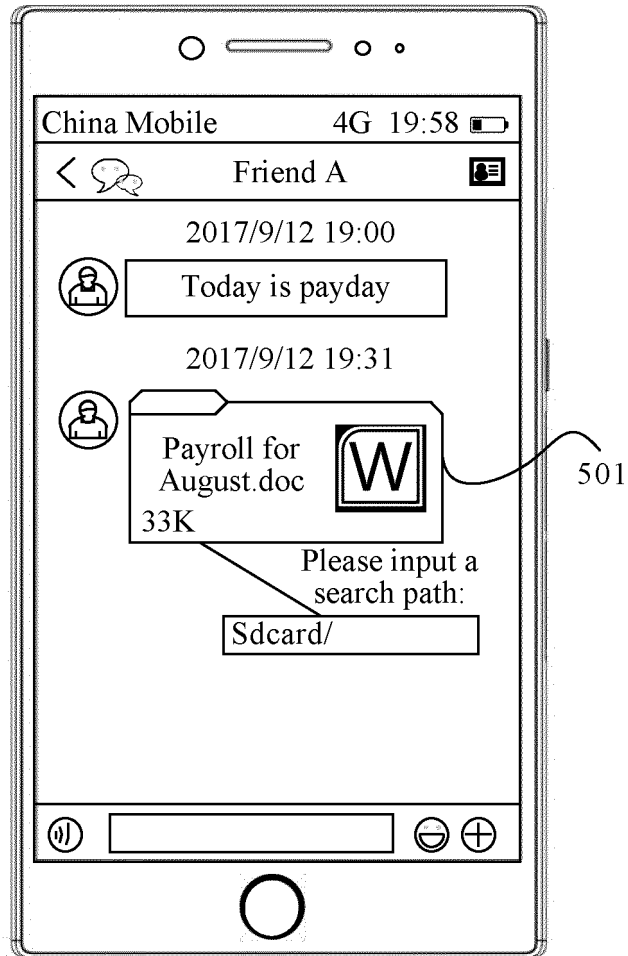 China Mobile 4G 19:58
Friend A
2017/9/12 19:00
Today is payday
2017/9/12 19:31
Payroll for
August.doc
W
33K
501
Please input a
search path:
Sdcard/